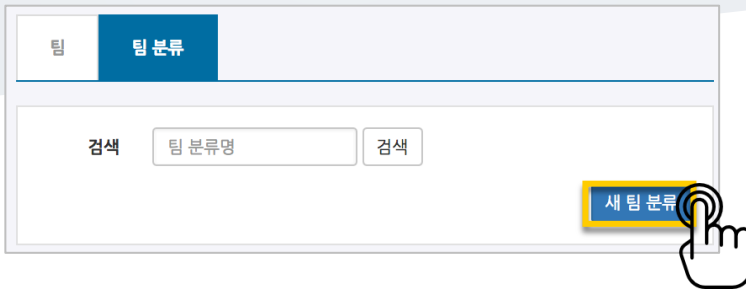 팀 팀 분류
검색 팀 분류명 검색
새 팀 분류